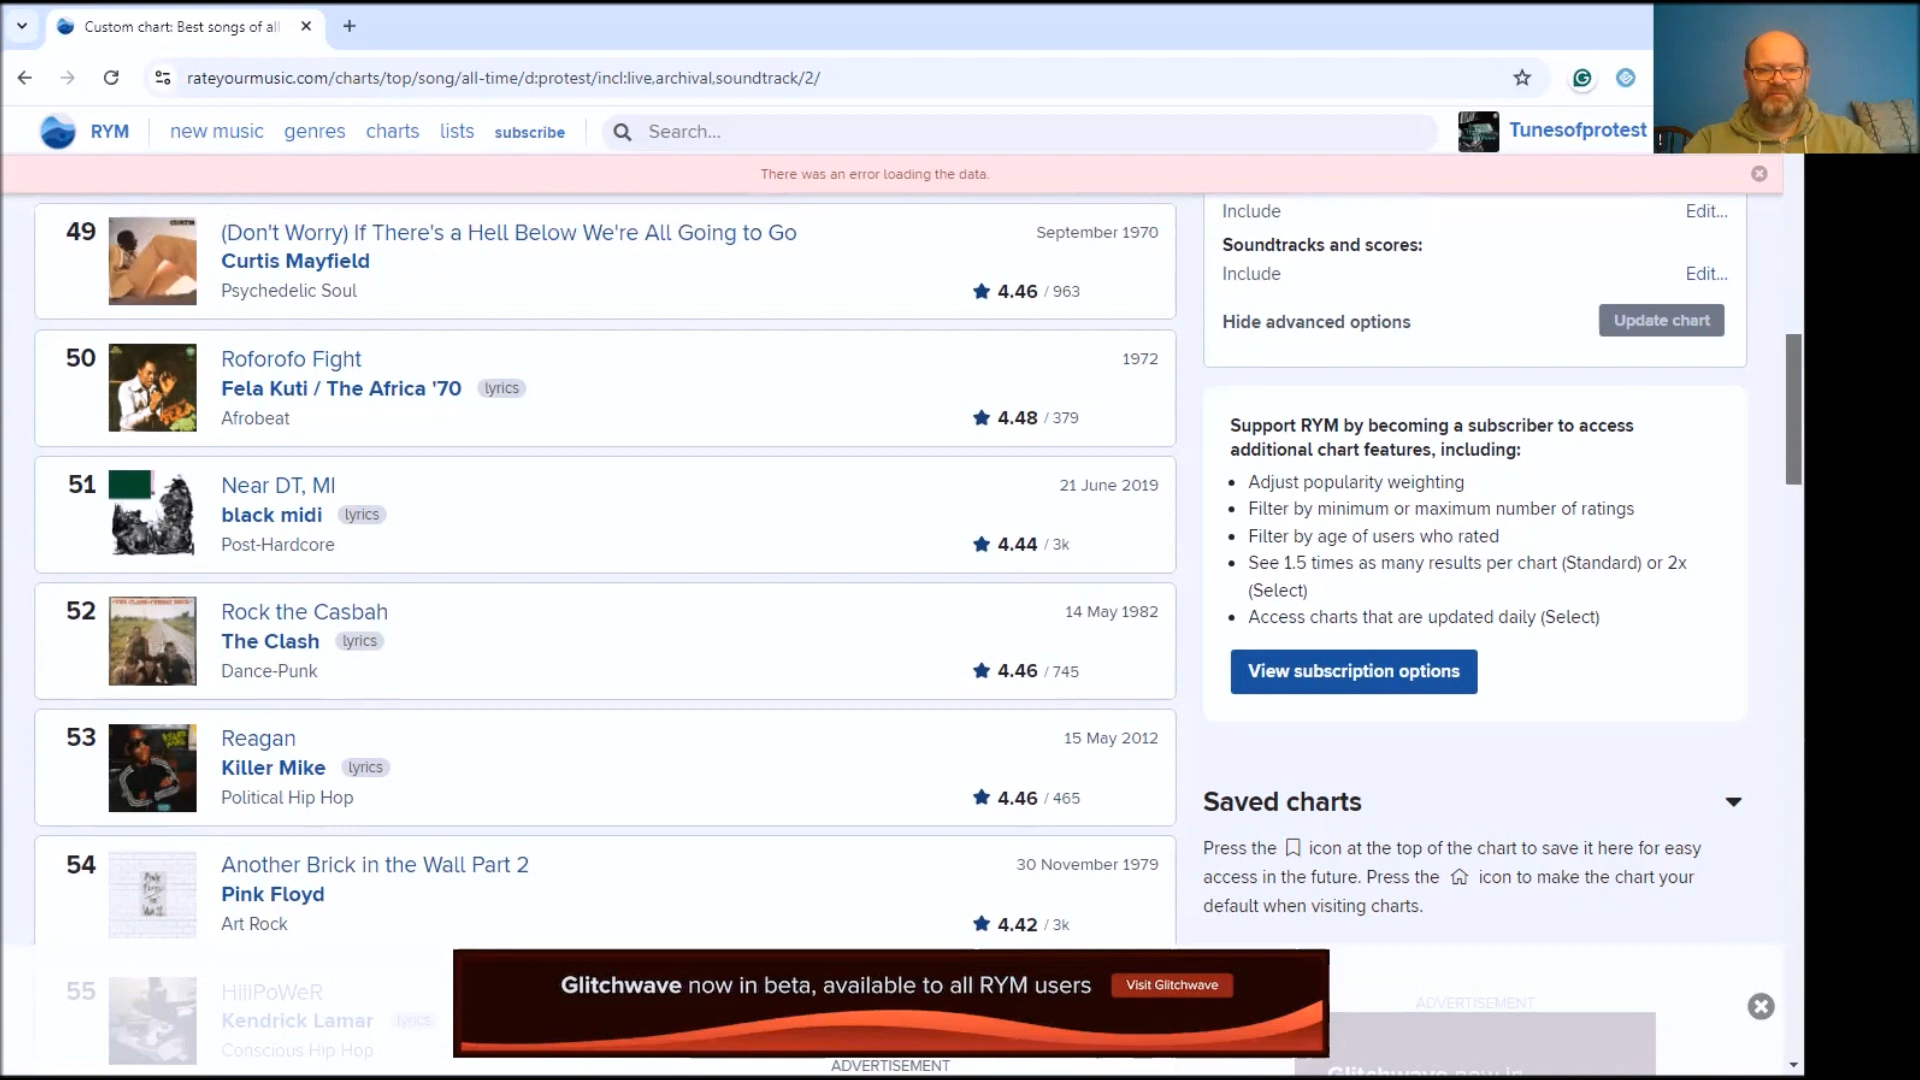 Custom chart: Best songs of all
rateyourmusic.com/charts/top/song/all-time/d:protest/incl:live,archival,soundtrack/2/
RYM new music genres charts lists subscribe Search... Tunesofprotest
There was an error loading the data.
49 (Don't Worry) If There's a Hell Below We're All Going to Go September 1970
Curtis Mayfield
Psychedelic Soul 4.46 / 963
50 Roforofo Fight 1972
Fela Kuti / The Africa '70 lyrics
Afrobeat 4.48 / 379
51 Near DT, MI 21 June 2019
black midi lyrics
Post-Hardcore 4.44 / 3k
52 Rock the Casbah 14 May 1982
The Clash lyrics
Dance-Punk 4.46 / 745
53 Reagan 15 May 2012
Killer Mike lyrics
Political Hip Hop 4.46 / 465
54 Another Brick in the Wall Part 2 30 November 1979
Pink Floyd
Art Rock 4.42 / 3k
55 HiiiPoWeR
Kendrick Lamar lyrics
Conscious Hip Hop
Include Edit...
Soundtracks and scores:
Include Edit...
Hide advanced options Update chart
Support RYM by becoming a subscriber to access
additional chart features, including:
• Adjust popularity weighting
• Filter by minimum or maximum number of ratings
• Filter by age of users who rated
• See 1.5 times as many results per chart (Standard) or 2x
(Select)
• Access charts that are updated daily (Select)
View subscription options
Saved charts
Press the icon at the top of the chart to save it here for easy
access in the future. Press the icon to make the chart your
default when visiting charts.
Glitchwave now in beta, available to all RYM users Visit Glitchwave
ADVERTISEMENT
ADVERTISEMENT
Glitchwave now in